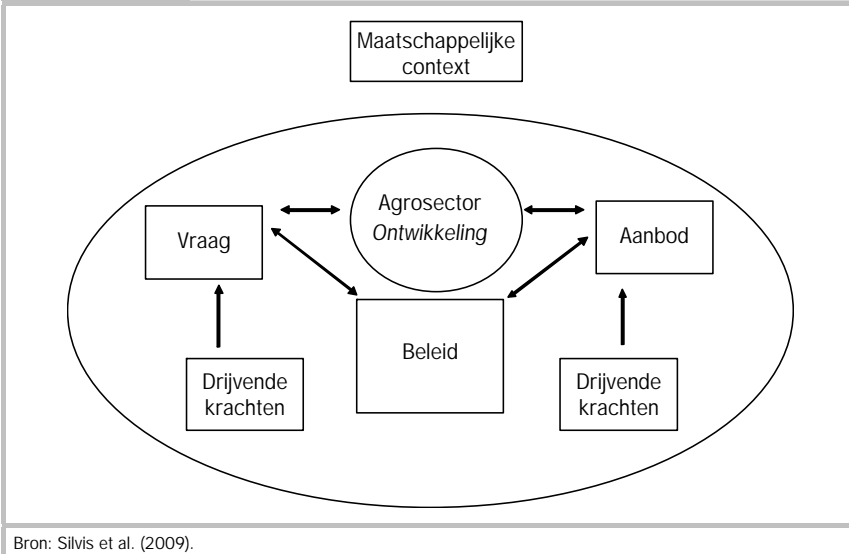 Maatschappelijke
context
Agrosector
Ontwikkeling
Vraag
Aanbod
Beleid
Drijvende
krachten
Drijvende
krachten
Bron: Silvis et al. (2009).